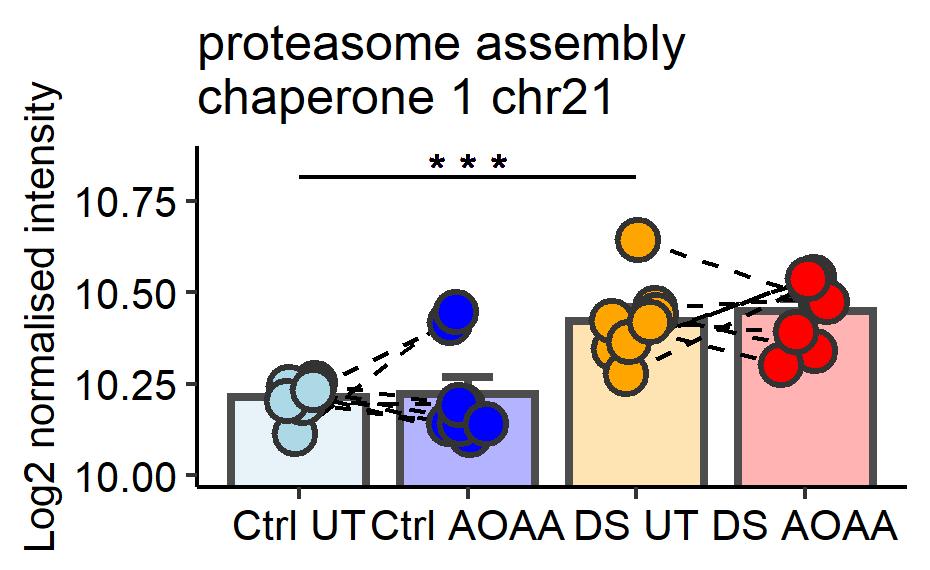 proteasome assembly
chaperone 1 chr21
***
Log2 normalised intensity
10.75
10.50
10.25
10.00
Ctrl UT Ctrl AOAA DS UT DS AOAA